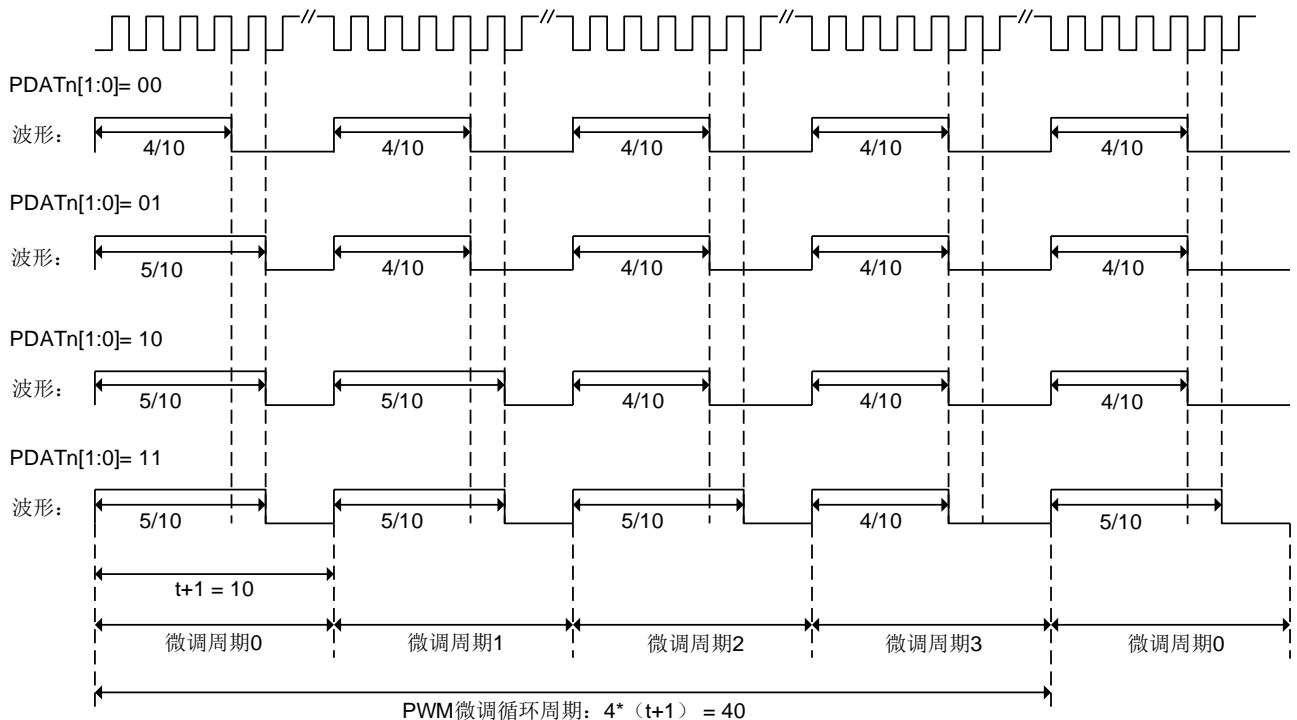 PDATn[1:0]= 00
波形：
4/10 4/10 4/10 4/10 4/10
PDATn[1:0]= 01
波形：
5/10 4/10 4/10 4/10 4/10
PDATn[1:0]= 10
波形：
5/10 5/10 4/10 4/10 4/10
PDATn[1:0]= 11
波形：
5/10 5/10 5/10 4/10 5/10
t+1 = 10
微调周期0 微调周期1 微调周期2 微调周期3 微调周期0
PWM微调循环周期：4*（t+1） = 40